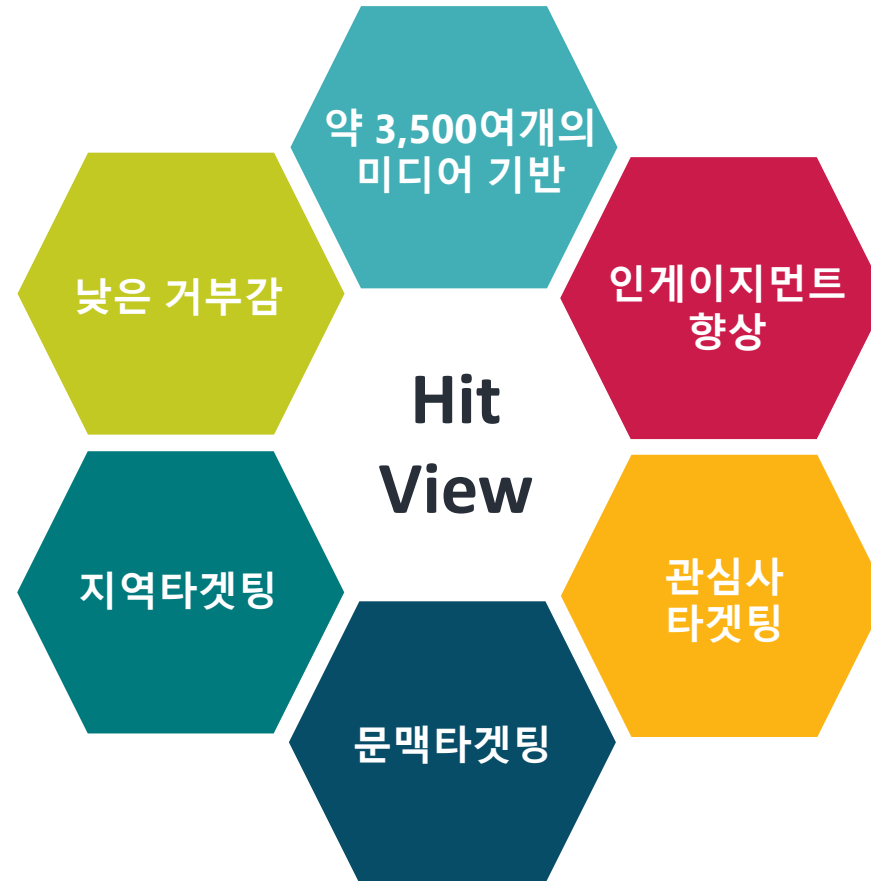 약 3,500여개의
미디어 기반
낮은 거부감
인게이지먼트
향상
Hit
View
지역타겟팅
관심사
타겟팅
문맥타겟팅